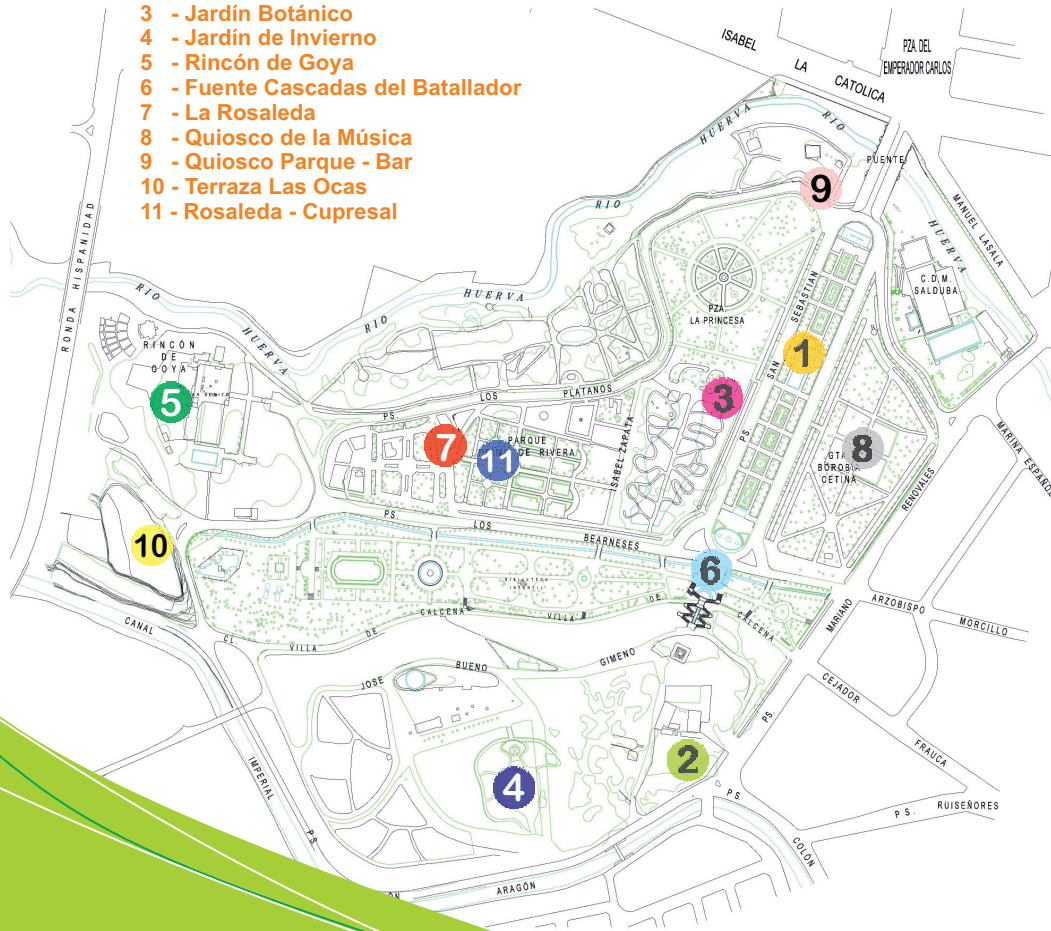 3 - Jardín Botánico
4 - Jardín de Invierno
5 - Rincón de Goya
6 - Fuente Cascadas del Batallador
7 - La Rosaleda
8 - Quiosco de la Música
9 - Quiosco Parque - Bar
10 - Terraza Las Ocas
11 - Rosaleda - Cupresal
ISABEL LA CATOLICA
PZA. DEL
EMPERADOR CARLOS
RIO HUERVA
RIO
PUENTE
9
MANUEL LASALA
HUERVA
C.D.M.
SALDUBA
RONDA HISPANIDAD
RIO HUERVA
RIO HUERVA
PZA.
LA PRINCESA
PS. SAN SEBASTIAN
1
RINCÓN
DE
GOYA
5
PS. LOS PLATANOS
3
7
11
PARQUE
DE RIVERA
ISABEL ZAPATA
8
GTA.
BOROBIA
CETINA
MARINA ESPAÑOL
PS. MARIANO RENOVALES
10
PS. LOS BEARNESES
6
BIBLIOTECA
INFANTIL
CL. VILLA DE CALCENA
VILLA DE CALCENA
ARZOBISPO MORCILLO
CANAL IMPERIAL
JOSE BUENO GIMENO
CEJADOR FRAUCA
2
4
PS. RUISEÑORES
PS. COLÓN
PS.
ARAGÓN